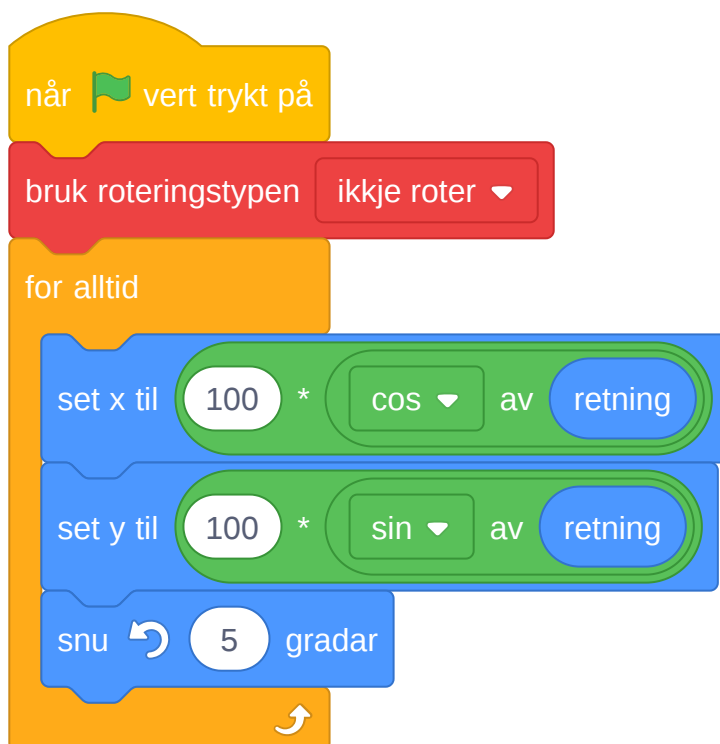 når vert trykt på
bruk roteringstypen ikkje roter
for alltid
set x til 100 * cos av retning
set y til 100 * sin av retning
snu 5 gradar